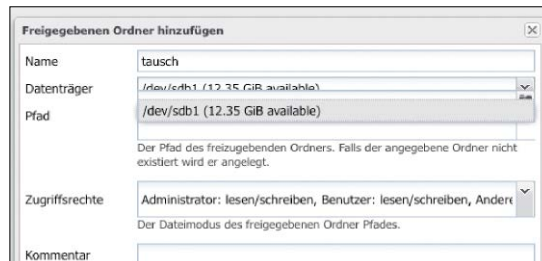 Freigegebenen Ordner hinzufügen
Name
tausch
Datenträger
/dev/sdb1 (12.35 GiB available)
/dev/sdb1 (12.35 GiB available)
Pfad
Der Pfad des freizugebenden Ordners. Falls der angegebene Ordner nicht
existiert wird er angelegt.
Zugriffsrechte
Administrator: lesen/schreiben, Benutzer: lesen/schreiben, Andere
Der Dateimodus des freigegebenen Ordner Pfades.
Kommentar